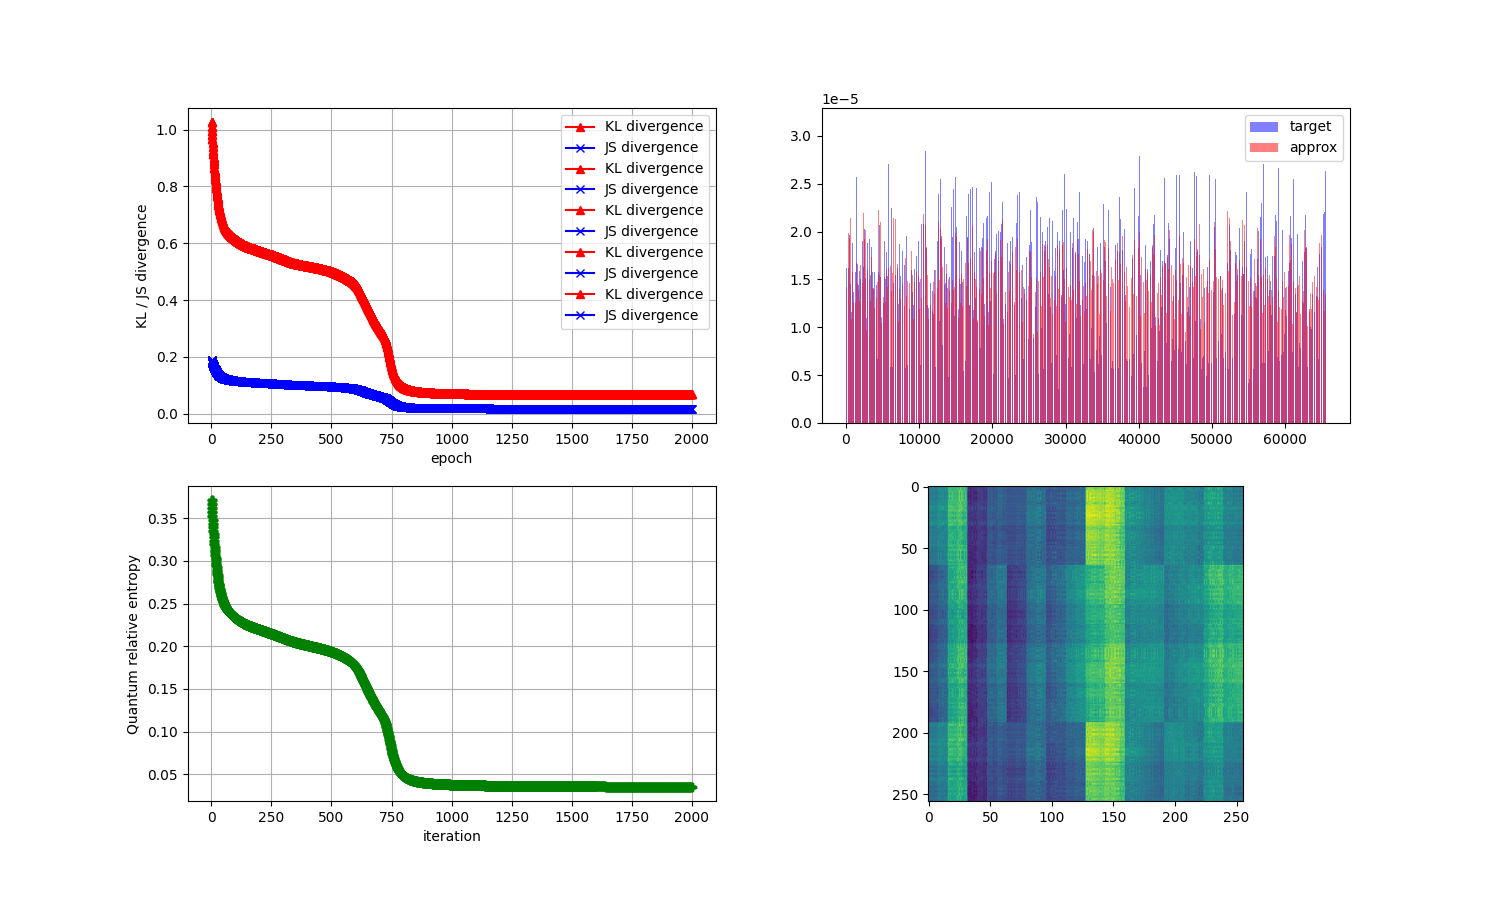 KL / JS divergence
1.0
0.8
0.6
0.4
0.2
0.0
0 250 500 750 1000 1250 1500 1750 2000
epoch
KL divergence
JS divergence
KL divergence
JS divergence
KL divergence
JS divergence
KL divergence
JS divergence
KL divergence
JS divergence
1e−5
3.0
2.5
2.0
1.5
1.0
0.5
0.0
0 10000 20000 30000 40000 50000 60000
target
approx
Quantum relative entropy
0.35
0.30
0.25
0.20
0.15
0.10
0.05
0 250 500 750 1000 1250 1500 1750 2000
iteration
0
50
100
150
200
250
0 50 100 150 200 250